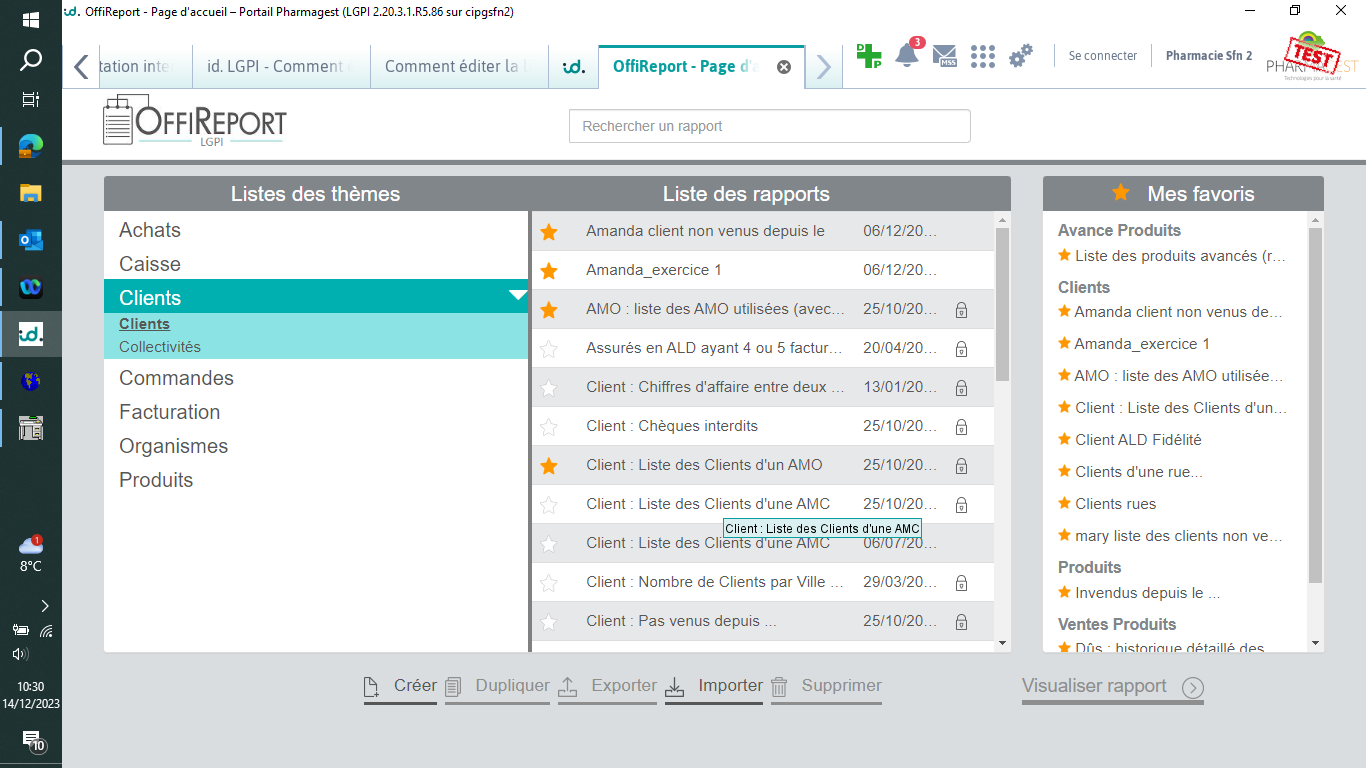 OffiReport - Page d'accueil – Portail Pharmagest (LGPI 2.20.3.1.R5.86 sur cipgsfn2)
id. LGPI - Comment
Comment éditer la
id.
OffiReport - Page d'a
D
P
3
MSS
Se connecter
Pharmacie Sfn 2
TEST
Technologies pour la santé
OFFIREPORT
LGPI
Rechercher un rapport
Listes des thèmes
Achats
Caisse
Clients
Clients
Collectivités
Commandes
Facturation
Organismes
Produits
Liste des rapports
Amanda client non venus depuis le 06/12/20...
Amanda_exercice 1 06/12/20...
AMO : liste des AMO utilisées (avec... 25/10/20...
Assurés en ALD ayant 4 ou 5 factur... 20/04/20...
Client : Chiffres d'affaire entre deux ... 13/01/20...
Client : Chèques interdits 25/10/20...
Client : Liste des Clients d'un AMO 25/10/20...
Client : Liste des Clients d'une AMC 25/10/20...
Client : Liste des Clients d'une AMC
Client : Liste des Clients d'une AMC 06/07/20...
Client : Nombre de Clients par Ville ... 29/03/20...
Client : Pas venus depuis ... 25/10/20...
Mes favoris
Avance Produits
Liste des produits avancés (r...
Clients
Amanda client non venus de...
Amanda_exercice 1
AMO : liste des AMO utilisée...
Client : Liste des Clients d'un...
Client ALD Fidélité
Clients d'une rue...
Clients rues
mary liste des clients non ve...
Produits
Invendus depuis le ...
Ventes Produits
Dûs : historique détaillé des
Créer
Dupliquer
Exporter
Importer
Supprimer
Visualiser rapport
id.
1
8°C
10:30
14/12/2023
10